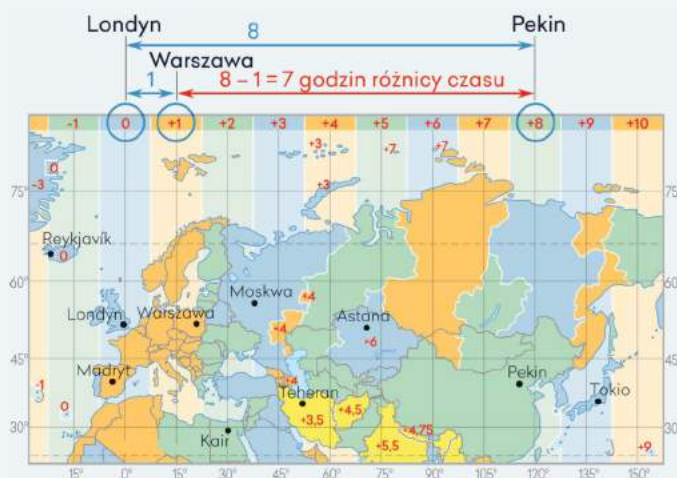 Londyn 8 Pekin
Warszawa
1 8 – 1 = 7 godzin różnicy czasu
-1 0 +1 +2 +3 +4 +5 +6 +7 +8 +9 +10
+3
+7 +7
0
-3 +3
75° 75°
Reykjavík
0
60° 60°
Moskwa +4
Londyn Warszawa Astana
+4 +6
45° 45°
Madryt Pekin
-1 +4 Teheran Tokio
0 +3,5 +4,5
30° Kair +5,5 +4,75 +9 30°
15° 0° 15° 30° 45° 60° 75° 90° 105° 120° 135° 150°